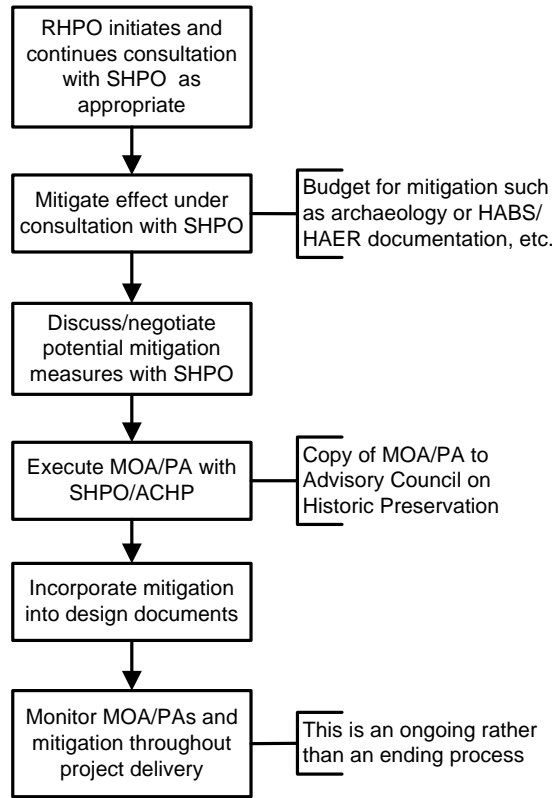 RHPO initiates and
continues consultation
with SHPO as
appropriate
Mitigate effect under
consultation with SHPO
Budget for mitigation such
as archaeology or HABS/
HAER documentation, etc.
Discuss/negotiate
potential mitigation
measures with SHPO
Execute MOA/PA with
SHPO/ACHP
Copy of MOA/PA to
Advisory Council on
Historic Preservation
Incorporate mitigation
into design documents
Monitor MOA/PAs and
mitigation throughout
project delivery
This is an ongoing rather
than an ending process